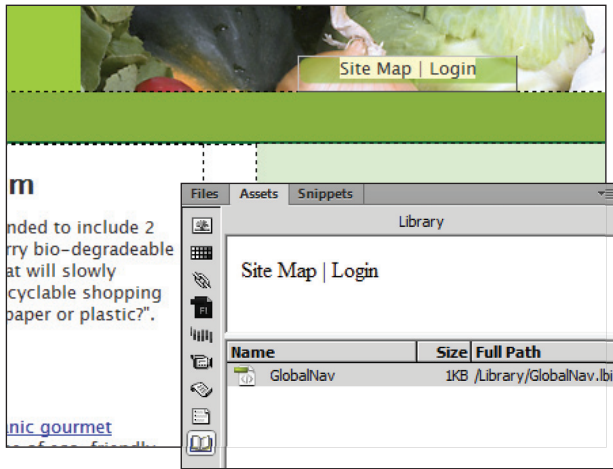 Site Map | Login
m
nded to include 2
rry bio-degradeable
at will slowly
cyclable shopping
paper or plastic?".
anic gourmet
Files Assets Snippets
Library
Site Map | Login
Name Size Full Path
GlobalNav 1KB /Library/GlobalNav.lbi